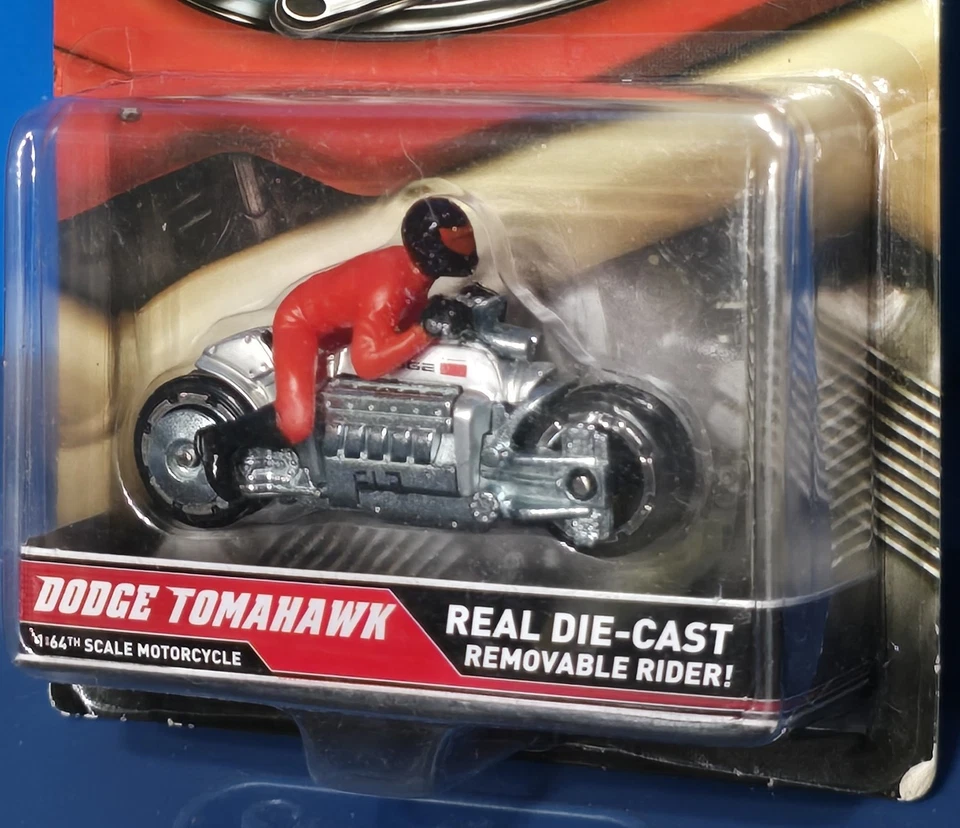 DODGE TOMAHAWK
1:64TH SCALE MOTORCYCLE
REAL DIE-CAST
REMOVABLE RIDER!